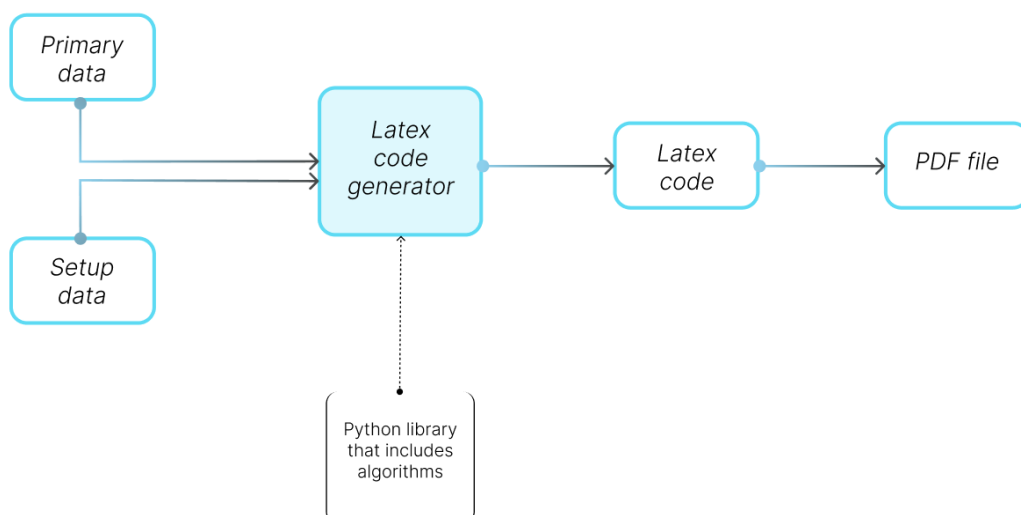 Primary
data
Setup
data
Latex
code
generator
Latex
code
PDF file
Python library
that includes
algorithms